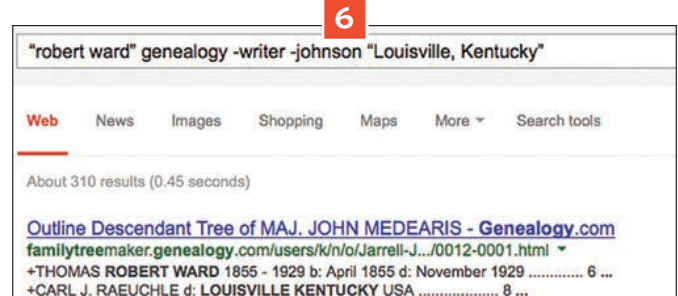 6
“robert ward” genealogy -writer -johnson “Louisville, Kentucky”
Web News Images Shopping Maps More Search tools
About 310 results (0.45 seconds)
Outline Descendant Tree of MAJ. JOHN MEDEARIS - Genealogy.com
familytreemaker.genealogy.com/users/k/n/o/Jarrell-J.../0012-0001.html
+THOMAS ROBERT WARD 1855 - 1929 b: April 1855 d: November 1929 ............. 6 ...
+CARL J. RAEUCHLE d: LOUISVILLE KENTUCKY USA ................... 8 ...